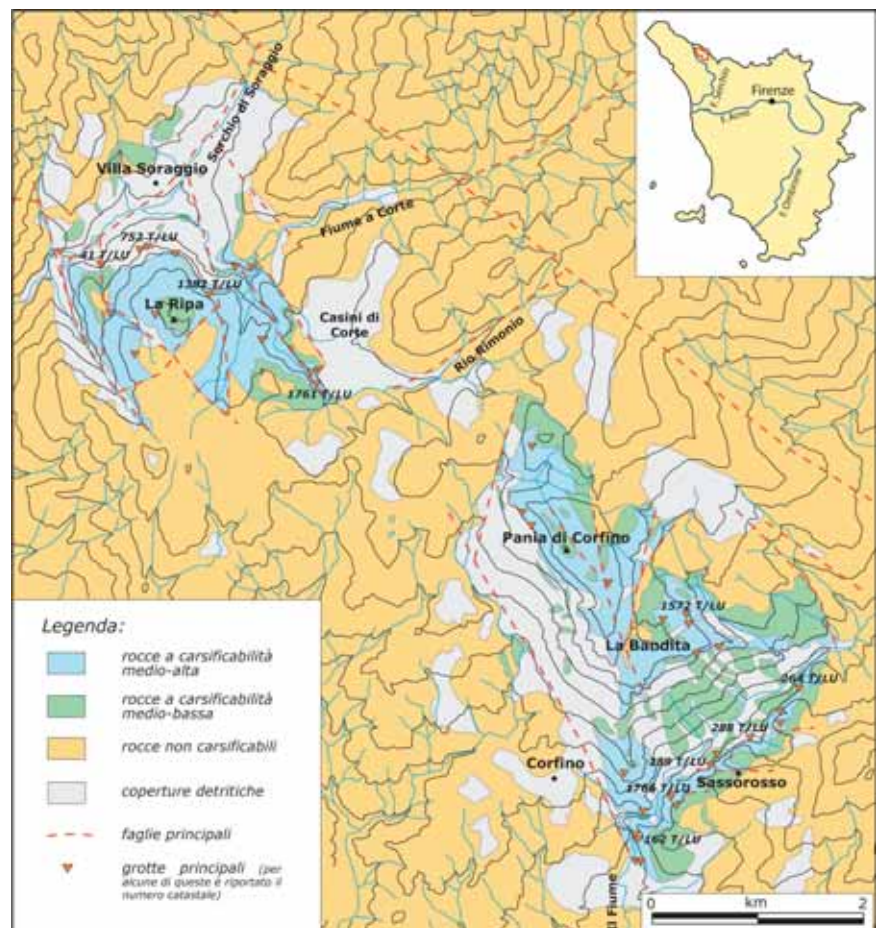 Serchio di Soraggio
Villa Soraggio
Fiume a Corte
752 T/LU
41 T/LU
1382 T/LU
La Ripa
Casini di
Corte
Rio Rimonio
1761 T/LU
F. Serchio
Firenze
F. Arno
F. Ombrone
Pania di Corfino
1572 T/LU
La Bandita
264 T/LU
288 T/LU
Corfino
Sassorosso
1766 T/LU
162 T/LU
Il Fiume
Legenda:
rocce a carsificabilità
medio-alta
rocce a carsificabilità
medio-bassa
rocce non carsificabili
coperture detritiche
faglie principali
grotte principali (per
alcune di queste è riportato il
numero catastale)
km
0 2